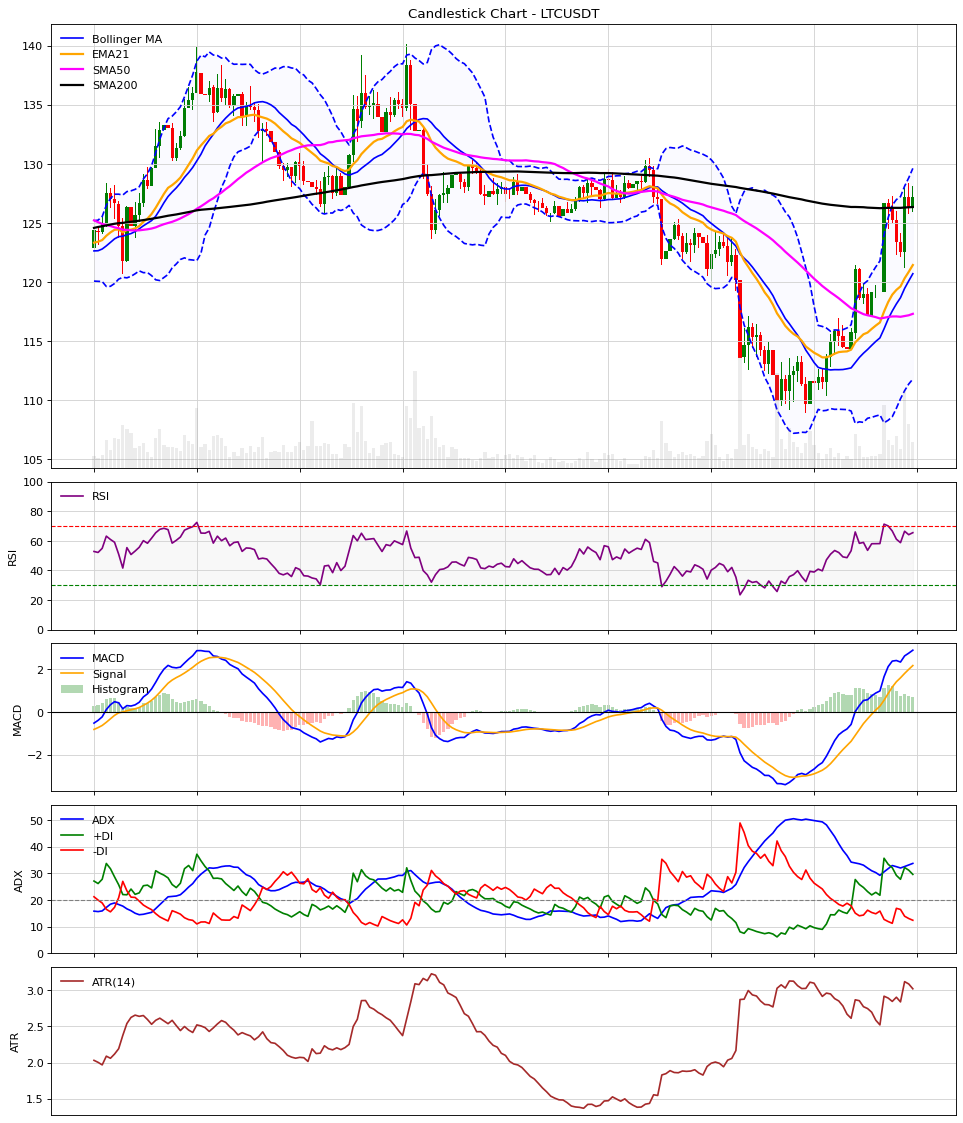 Candlestick Chart - LTCUSDT
Bollinger MA
EMA21
SMA50
SMA200
140
135
130
125
120
115
110
105
RSI
100
80
60
40
20
0
RSI
MACD
Signal
Histogram
2
0
−2
MACD
ADX
+DI
-DI
50
40
30
20
10
0
ADX
ATR(14)
3.0
2.5
2.0
1.5
ATR